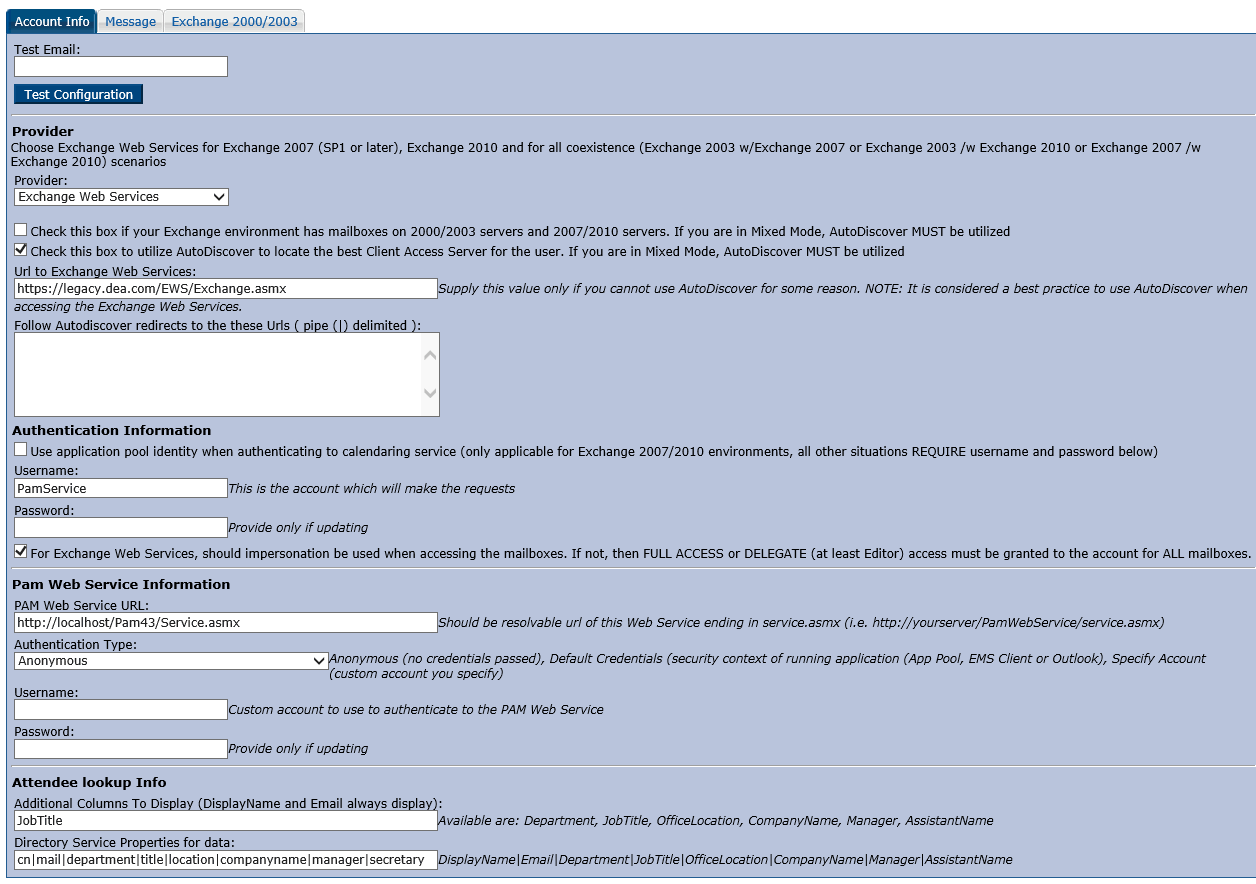 Account Info Message Exchange 2000/2003
Test Email:
Test Configuration
Provider
Choose Exchange Web Services for Exchange 2007 (SP1 or later), Exchange 2010 and for all coexistence (Exchange 2003 w/Exchange 2007 or Exchange 2003 /w Exchange 2010 or Exchange 2007 /w
Exchange 2010) scenarios
Provider:
Exchange Web Services
Check this box if your Exchange environment has mailboxes on 2000/2003 servers and 2007/2010 servers. If you are in Mixed Mode, AutoDiscover MUST be utilized
Check this box to utilize AutoDiscover to locate the best Client Access Server for the user. If you are in Mixed Mode, AutoDiscover MUST be utilized
Url to Exchange Web Services:
https://legacy.dea.com/EWS/Exchange.asmx Supply this value only if you cannot use AutoDiscover for some reason. NOTE: It is considered a best practice to use AutoDiscover when
accessing the Exchange Web Services.
Follow Autodiscover redirects to the these Urls ( pipe (|) delimited ):
Authentication Information
Use application pool identity when authenticating to calendaring service (only applicable for Exchange 2007/2010 environments, all other situations REQUIRE username and password below)
Username:
PamService This is the account which will make the requests
Password:
Provide only if updating
For Exchange Web Services, should impersonation be used when accessing the mailboxes. If not, then FULL ACCESS or DELEGATE (at least Editor) access must be granted to the account for ALL mailboxes.
Pam Web Service Information
PAM Web Service URL:
http://localhost/Pam43/Service.asmx Should be resolvable url of this Web Service ending in service.asmx (i.e. http://yourserver/PamWebService/service.asmx)
Authentication Type:
Anonymous Anonymous (no credentials passed), Default Credentials (security context of running application (App Pool, EMS Client or Outlook), Specify Account
(custom account you specify)
Username:
Custom account to use to authenticate to the PAM Web Service
Password:
Provide only if updating
Attendee lookup Info
Additional Columns To Display (DisplayName and Email always display):
JobTitle Available are: Department, JobTitle, OfficeLocation, CompanyName, Manager, AssistantName
Directory Service Properties for data:
cn|mail|department|title|location|companyname|manager|secretary DisplayName|Email|Department|JobTitle|OfficeLocation|CompanyName|Manager|AssistantName